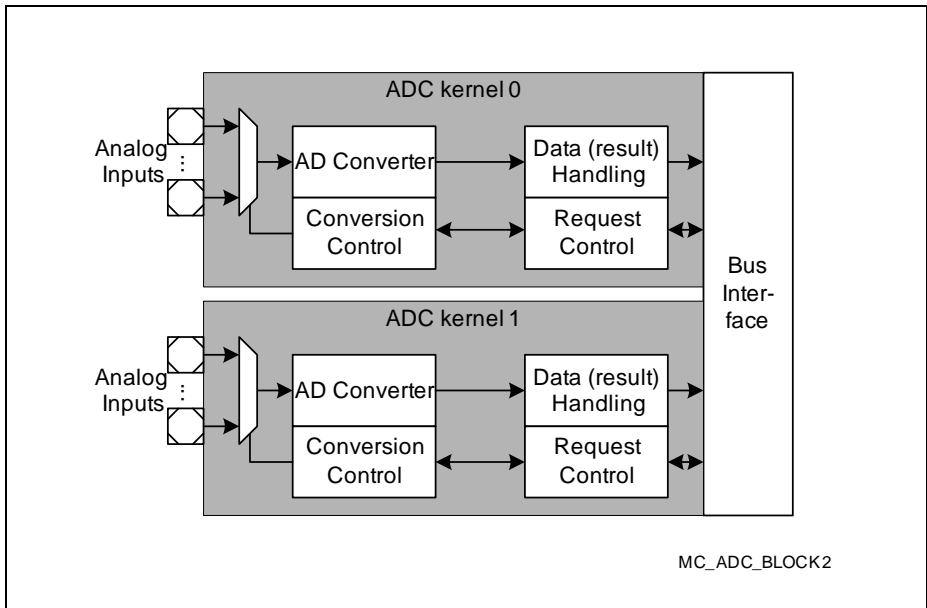 ADC kernel 0
Analog
Inputs
...
AD Converter
Data (result)
Handling
Conversion
Control
Request
Control
Bus
Inter-
face
ADC kernel 1
Analog
Inputs
...
AD Converter
Data (result)
Handling
Conversion
Control
Request
Control
MC_ADC_BLOCK2